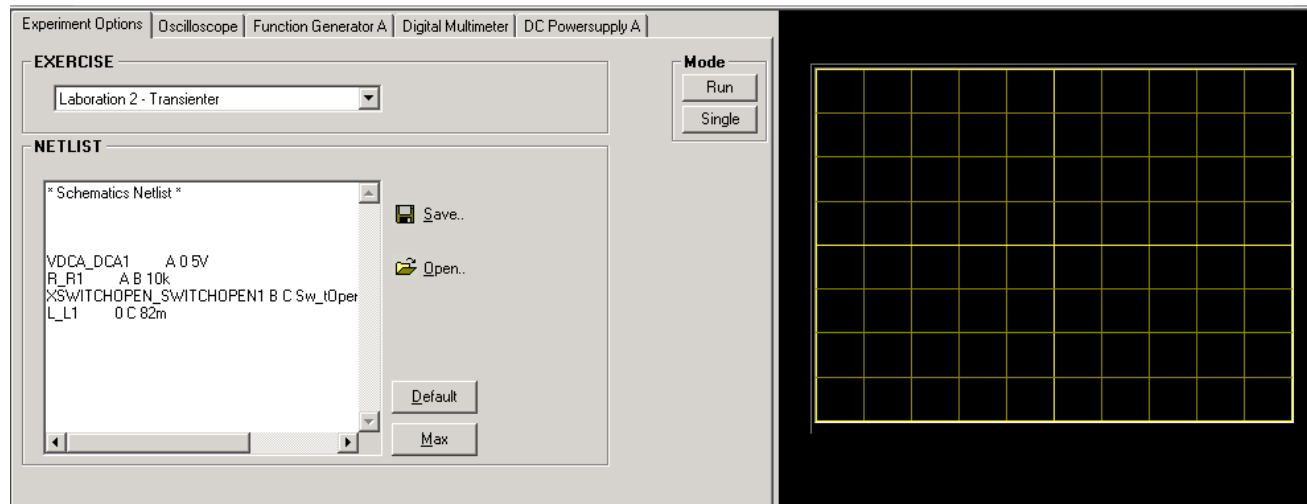 Experiment Options Oscilloscope Function Generator A Digital Multimeter DC Powersupply A
EXERCISE
Laboration 2 - Transienter
Mode
Run
Single
NETLIST
* Schematics Netlist *
VDCA_DCA1 A 0 5V
R_R1 A B 10k
XSWITCHOPEN_SWITCHOPEN1 B C Sw_tOper
L_L1 0 C 82m
Save..
Open..
Default
Max